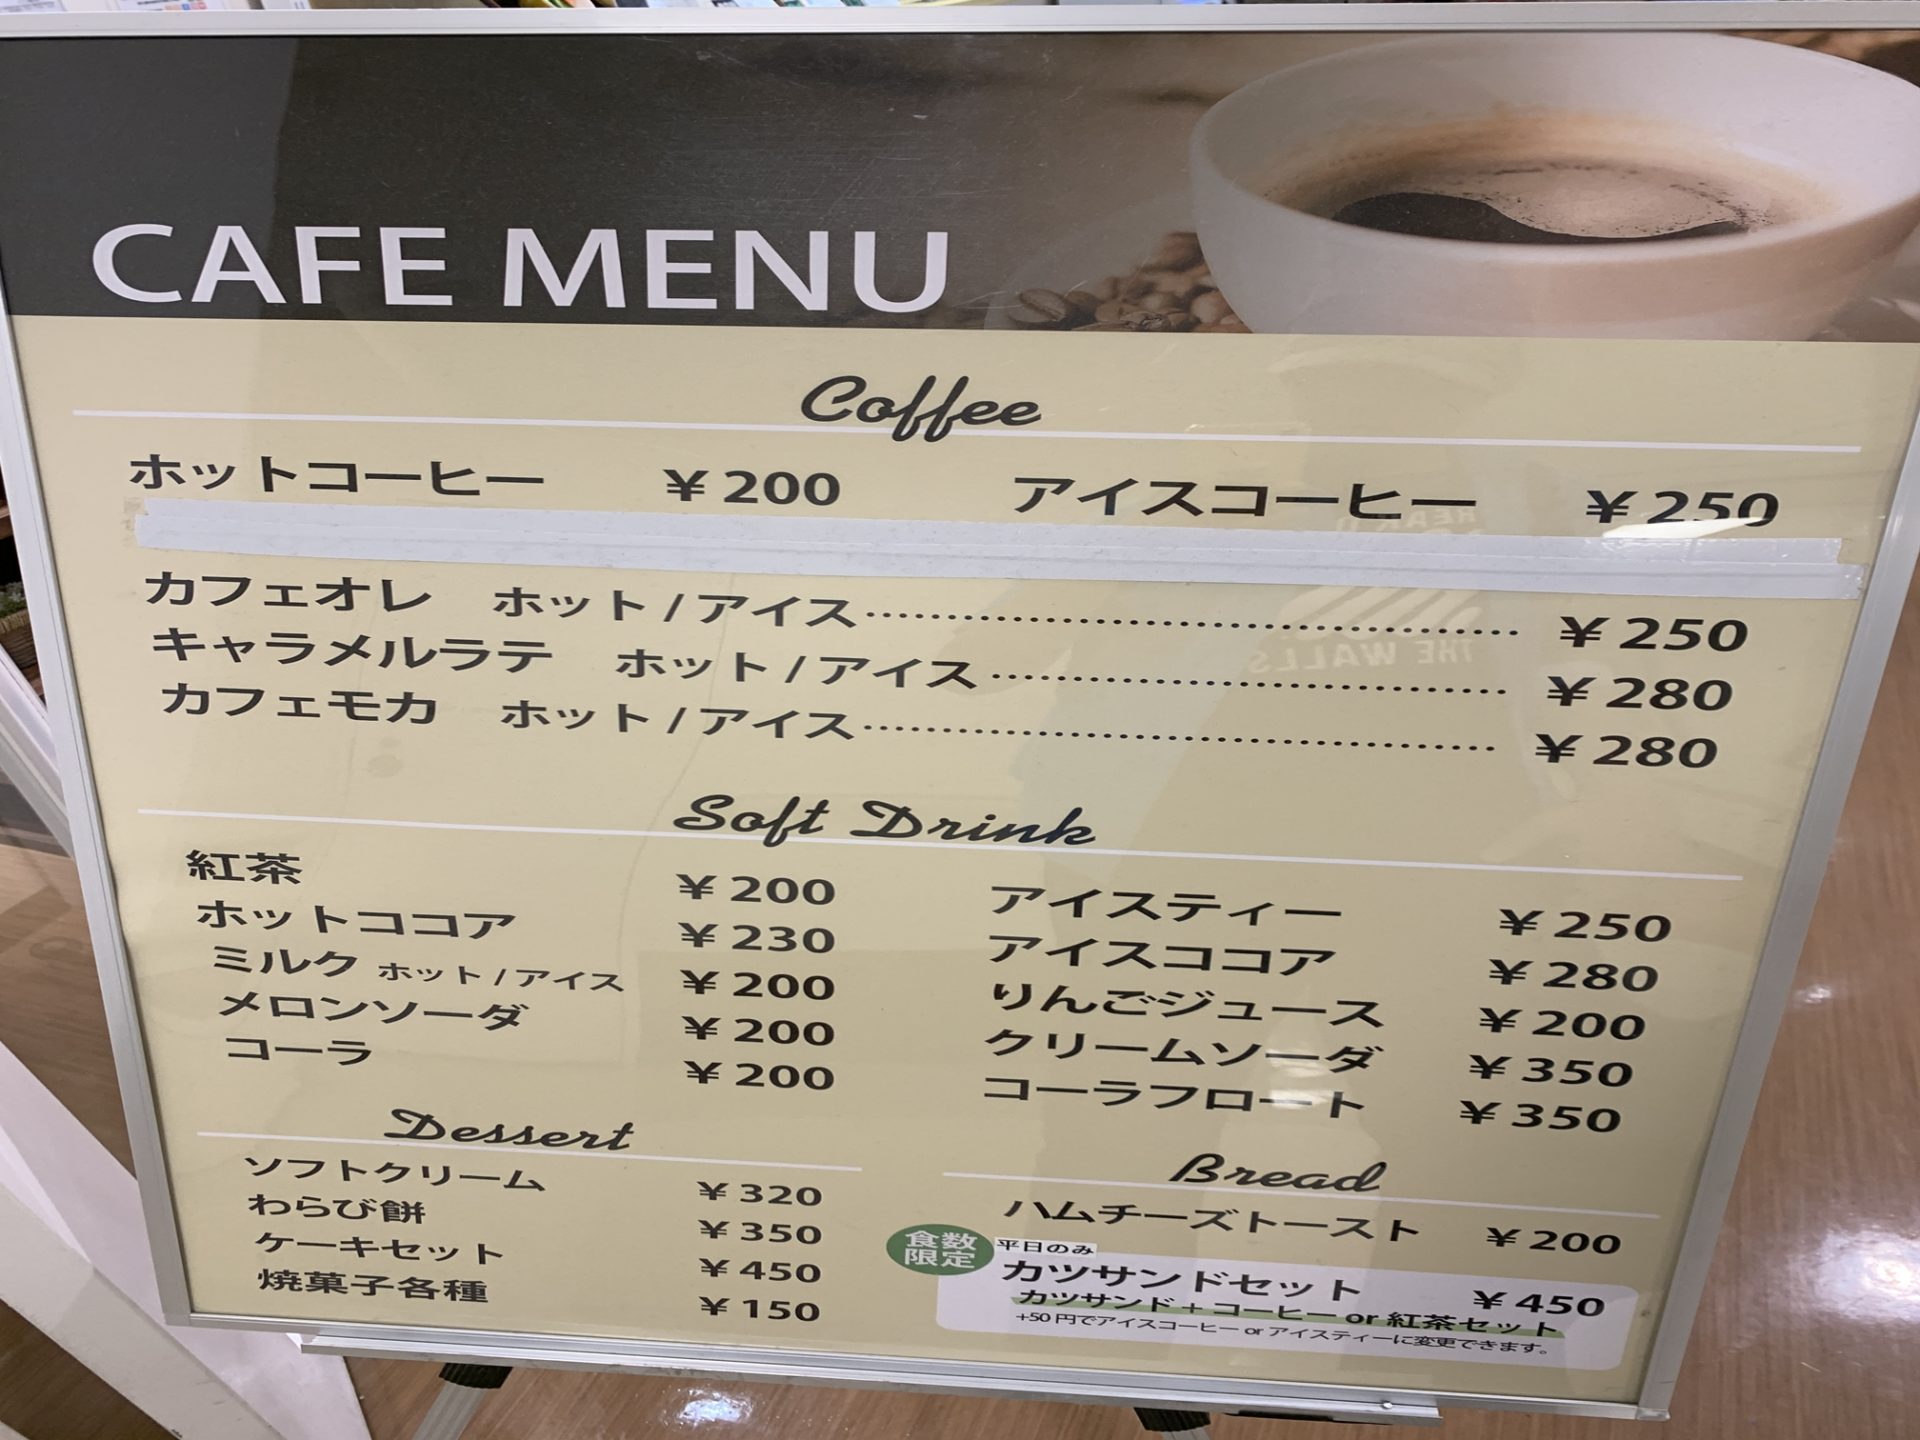 CAFE MENU
Coffee
ホットコーヒー ¥200 アイスコーヒー ¥250
カフェオレ ホット/アイス ¥250
キャラメルラテ ホット/アイス ¥280
カフェモカ ホット/アイス ¥280
Soft Drink
紅茶 ¥200 アイスティー ¥250
ホットココア ¥230 アイスココア ¥280
ミルク ホット/アイス ¥200 りんごジュース ¥200
メロンソーダ ¥200 クリームソーダ ¥350
コーラ ¥200 コーラフロート ¥350
Dessert
ソフトクリーム ¥320
わらび餅 ¥350
ケーキセット ¥450
焼菓子各種 ¥150
Bread
ハムチーズトースト ¥200
食数
限定
平日のみ
カツサンドセット ¥450
カツサンド+コーヒー or 紅茶セット
+50円でアイスコーヒー or アイスティーに変更できます。